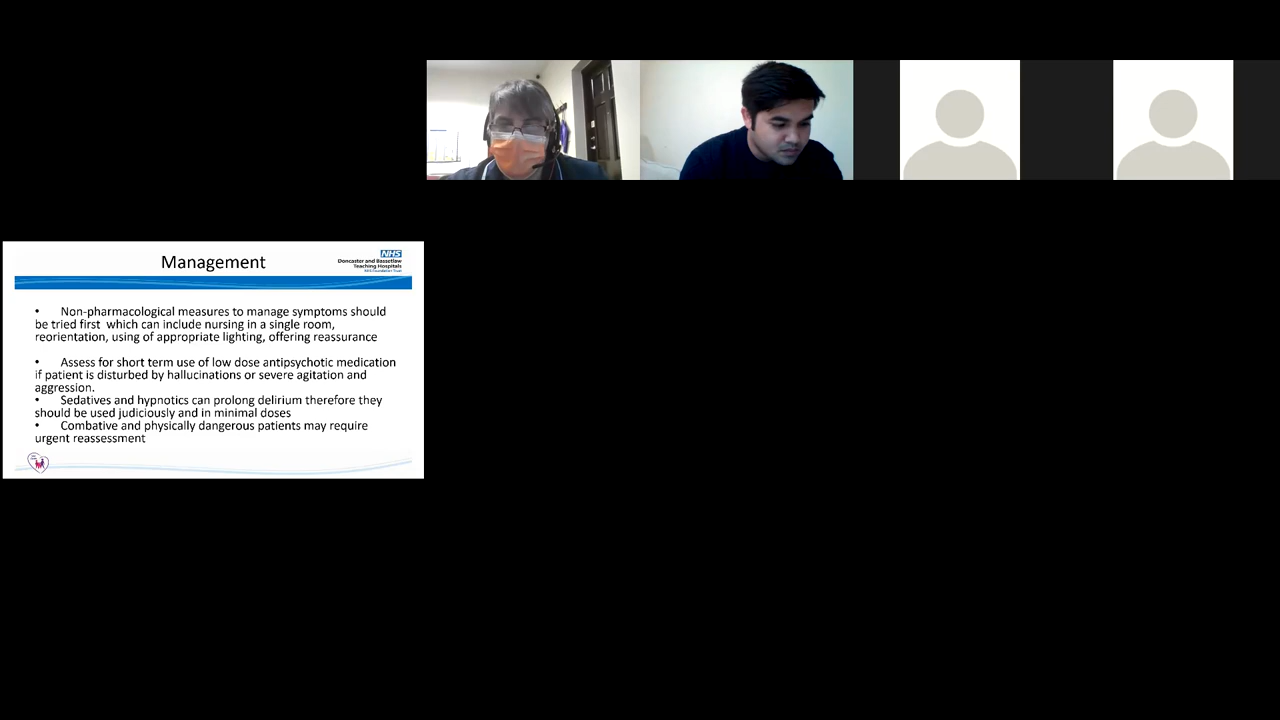 Management
NHS
Doncaster and Bassetlaw
Teaching Hospitals
NHS Foundation Trust
• Non-pharmacological measures to manage symptoms should
be tried first which can include nursing in a single room,
reorientation, using of appropriate lighting, offering reassurance
• Assess for short term use of low dose antipsychotic medication
if patient is disturbed by hallucinations or severe agitation and
aggression.
• Sedatives and hypnotics can prolong delirium therefore they
should be used judiciously and in minimal doses
• Combative and physically dangerous patients may require
urgent reassessment